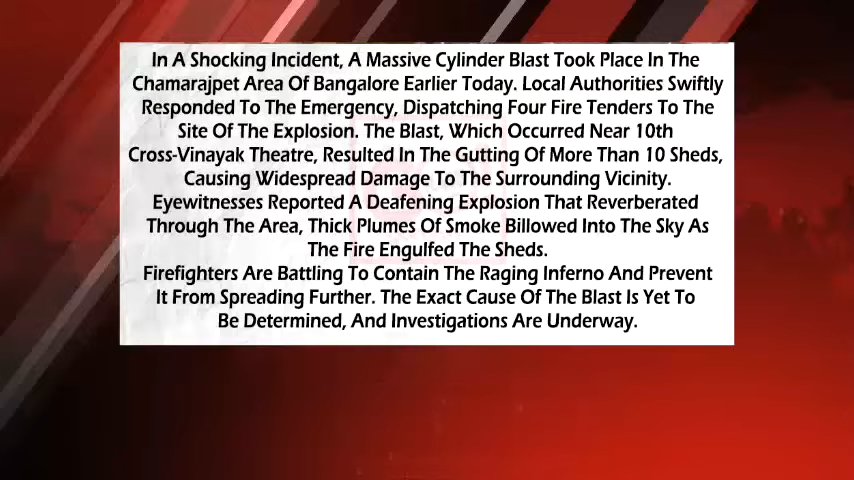 In A Shocking Incident, A Massive Cylinder Blast Took Place In The
Chamarajpet Area Of Bangalore Earlier Today. Local Authorities Swiftly
Responded To The Emergency, Dispatching Four Fire Tenders To The
Site Of The Explosion. The Blast, Which Occurred Near 10th
Cross-Vinayak Theatre, Resulted In The Gutting Of More Than 10 Sheds,
Causing Widespread Damage To The Surrounding Vicinity.
Eyewitnesses Reported A Deafening Explosion That Reverberated
Through The Area, Thick Plumes Of Smoke Billowed Into The Sky As
The Fire Engulfed The Sheds.
Firefighters Are Battling To Contain The Raging Inferno And Prevent
It From Spreading Further. The Exact Cause Of The Blast Is Yet To
Be Determined, And Investigations Are Underway.